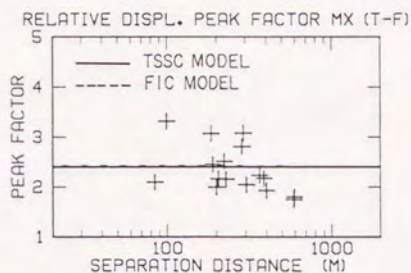 RELATIVE DISPL. PEAK FACTOR MX (T-F)
5
TSSC MODEL
FIC MODEL
4
3
2
1
PEAK FACTOR
100
1000
SEPARATION DISTANCE (M)